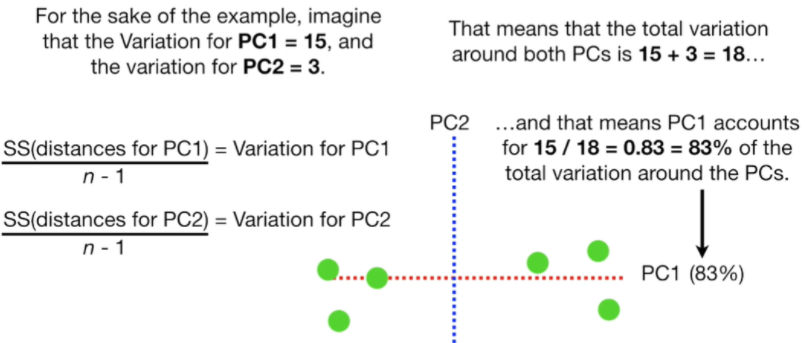 For the sake of the example, imagine
that the Variation for PC1 = 15, and
the variation for PC2 = 3.
That means that the total variation
around both PCs is 15 + 3 = 18…
SS(distances for PC1) = Variation for PC1
n - 1
SS(distances for PC2) = Variation for PC2
n - 1
PC2
…and that means PC1 accounts
for 15 / 18 = 0.83 = 83% of the
total variation around the PCs.
PC1 (83%)